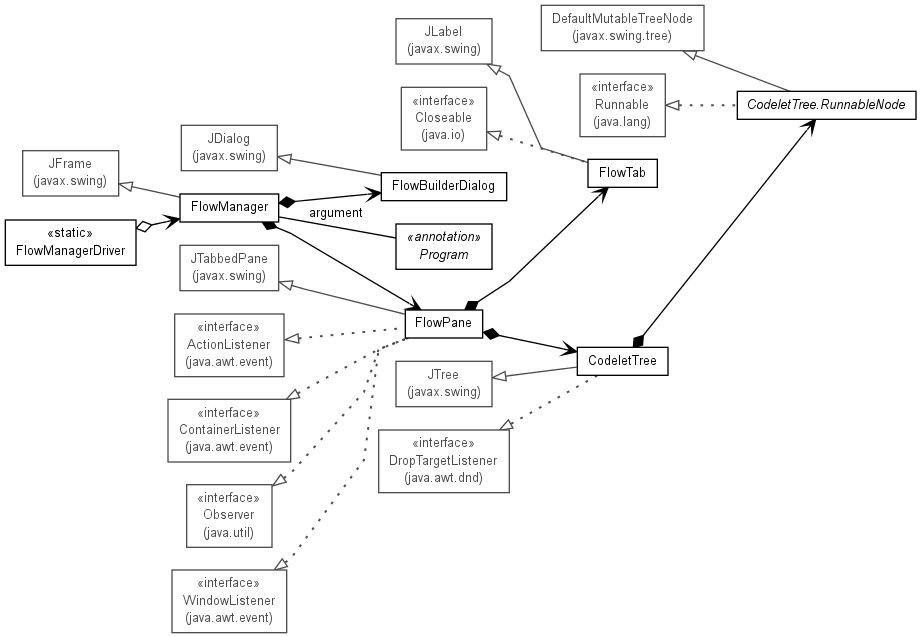 DefaultMutableTreeNode
(javax.swing.tree)
JLabel
(javax.swing)
«interface»
Runnable
(java.lang)
CodeletTree.RunnableNode
«interface»
Closeable
(java.io)
JDialog
(javax.swing)
JFrame
(javax.swing)
FlowTab
FlowBuilderDialog
FlowManager
argument
«static»
FlowManagerDriver
«annotation»
Program
JTabbedPane
(javax.swing)
FlowPane
«interface»
ActionListener
(java.awt.event)
CodeletTree
JTree
(javax.swing)
«interface»
ContainerListener
(java.awt.event)
«interface»
DropTargetListener
(java.awt.dnd)
«interface»
Observer
(java.util)
«interface»
WindowListener
(java.awt.event)